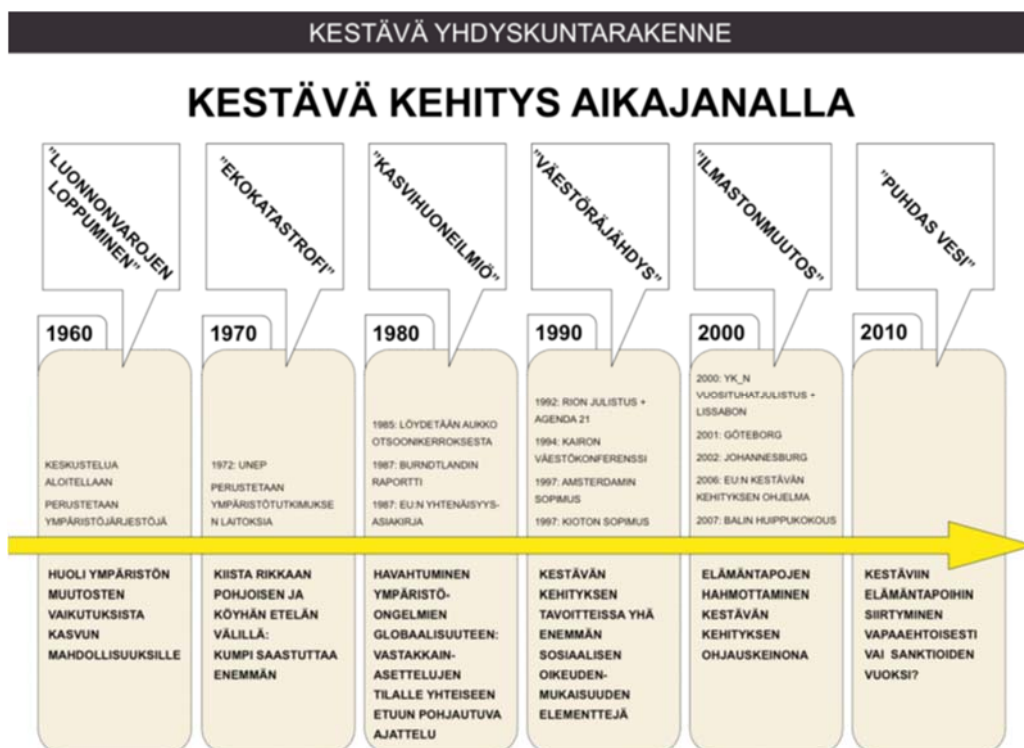 KESTÄVÄ YHDYSKUNTARAKENNE
KESTÄVÄ KEHITYS AIKAJANALLA
"LUONNONVAROJEN
LOPPUMINEN"
1960
KESKUSTELUA
ALOITELLAAN
PERUSTETAAN
YMPÄRISTÖJÄRJESTÖJÄ
HUOLI YMPÄRISTÖN
MUUTOSTEN
VAIKUTUKSISTA
KASVUN
MAHDOLLISUUKSILLE
"EKOKATASTROFI"
1970
1972: UNEP
PERUSTETAAN
YMPÄRISTÖTUTKIMUKSE
N LAITOKSIA
KIISTA RIKKAAN
POHJOISEN JA
KÖYHÄN ETELÄN
VÄLILLÄ:
KUMPI SAASTUTTAA
ENEMMÄN
"KASVIHUONEILMIÖ"
1980
1985: LÖYDETÄÄN AUKKO
OTSOONIKERROKSESTA
1987: BURNDTLANDIN
RAPORTTI
1987: EU:N YHTENÄISYYS-
ASIAKIRJA
HAVAHTUMINEN
YMPÄRISTÖ-
ONGELMIEN
GLOBAALISUUTEEN:
VASTAKKAIN-
ASETTELUJEN
TILALLE YHTEISEEN
ETUUN POHJAUTUVA
AJATTELU
"VÄESTÖRÄJÄHDYS"
1990
1992: RION JULISTUS +
AGENDA 21
1994: KAIRON
VÄESTÖKONFERENSSI
1997: AMSTERDAMIN
SOPIMUS
1997: KIOTON SOPIMUS
KESTÄVÄN
KEHITYKSEN
TAVOITTEISSA YHÄ
ENEMMÄN
SOSIAALISEN
OIKEUDEN-
MUKAISUUDEN
ELEMENTTEJÄ
"ILMASTONMUUTOS"
2000
2000: YK_N
VUOSITUHATJULISTUS +
LISSABON
2001: GÖTEBORG
2002: JOHANNESBURG
2006: EU:N KESTÄVÄN
KEHITYKSEN OHJELMA
2007: BALIN HUIPPUKOKOUS
ELÄMÄNTAPOJEN
HAHMOTTAMINEN
KESTÄVÄN
KEHITYKSEN
OHJAUSKEINONA
"PUHDAS VESI"
2010
KESTÄVIIN
ELÄMÄNTAPOIHIN
SIIRTYMINEN
VAPAAEHTOISESTI
VAI SANKTIOIDEN
VUOKSI?